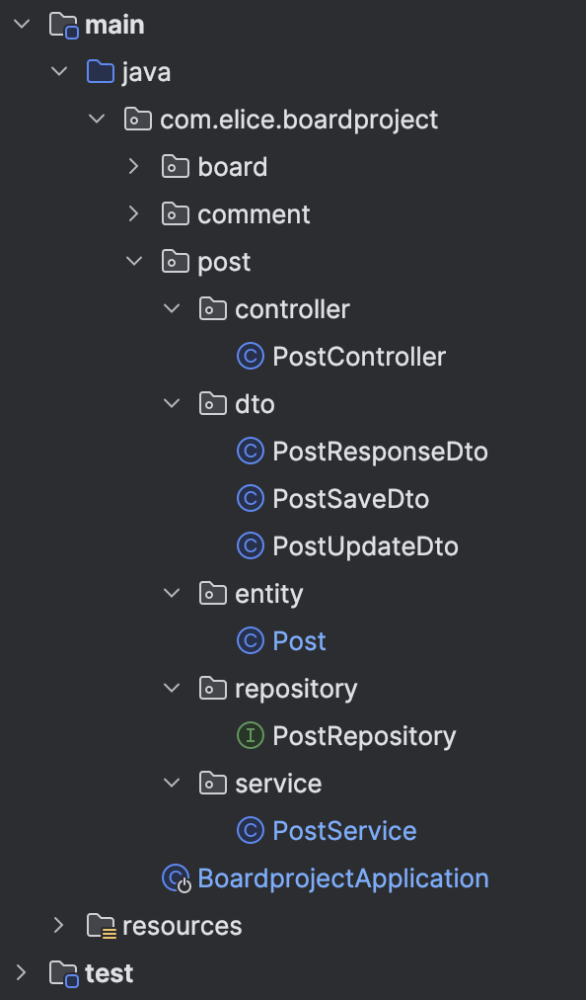 main
java
com.elice.boardproject
board
comment
post
controller
PostController
dto
PostResponseDto
PostSaveDto
PostUpdateDto
entity
Post
repository
PostRepository
service
PostService
BoardprojectApplication
resources
test